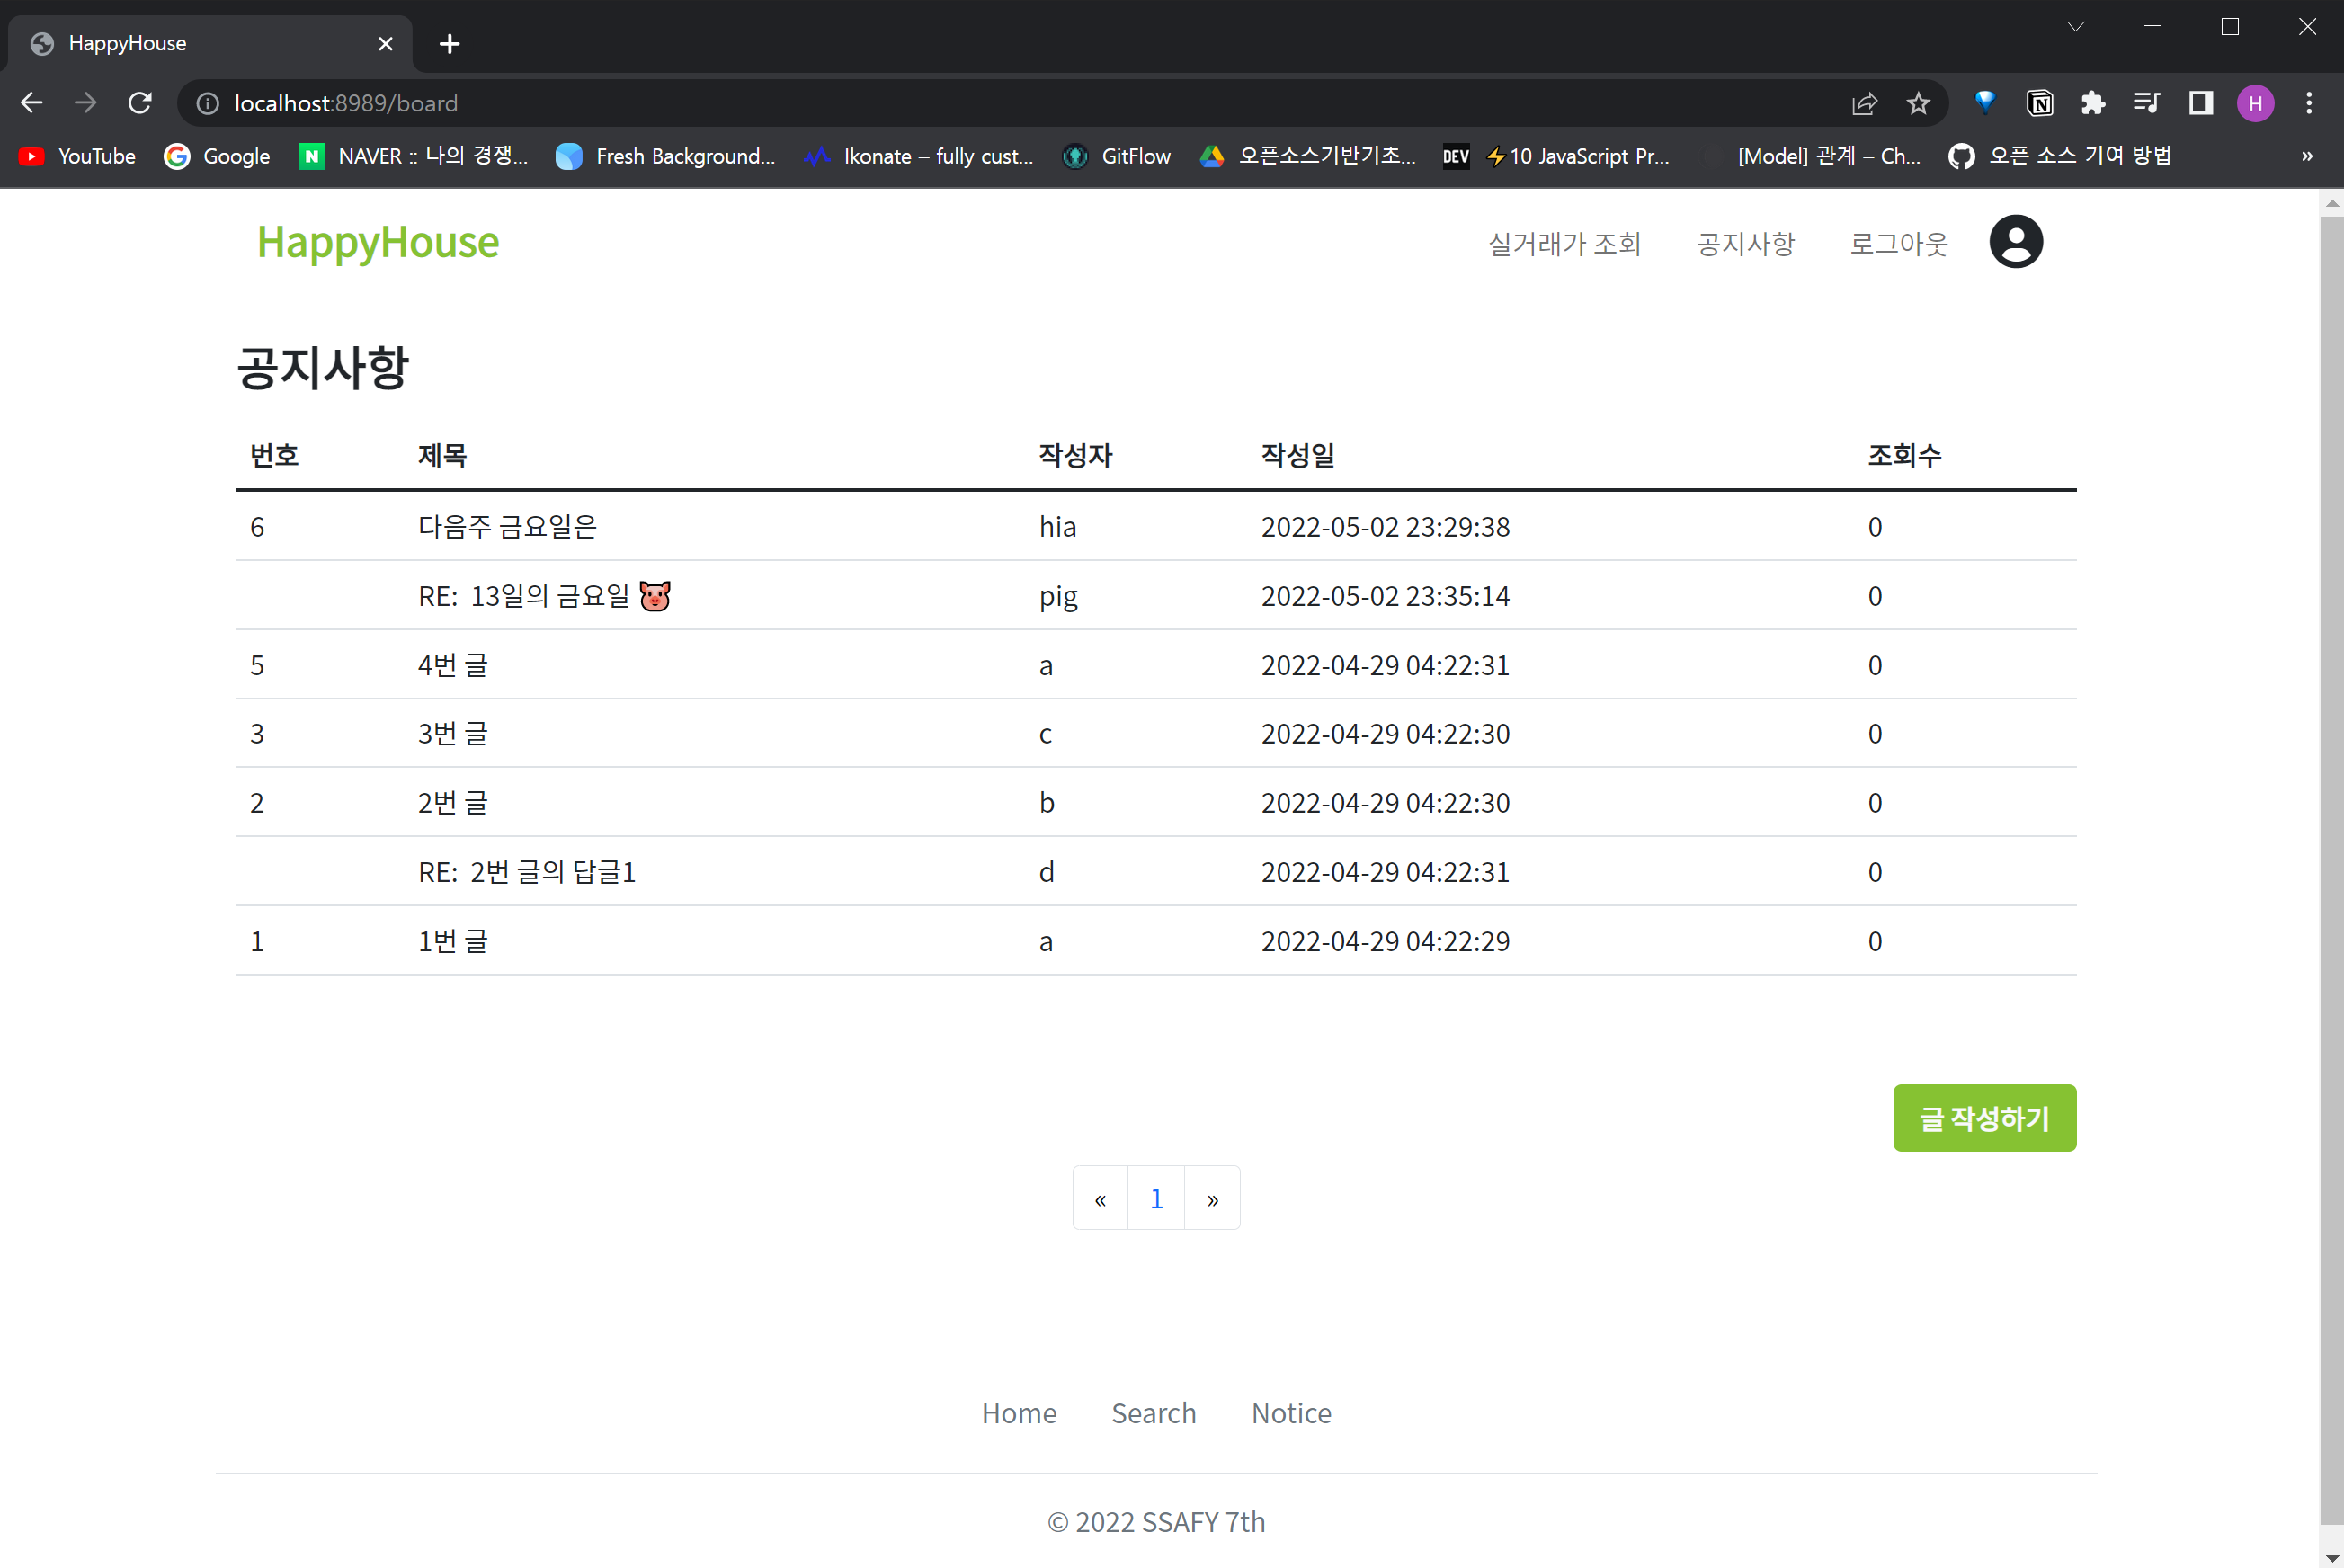 HappyHouse
localhost:8989/board
YouTube Google NAVER :: 나의 경쟁... Fresh Background... Ikonate – fully cust... GitFlow 오픈소스기반기초... DEV ⚡10 JavaScript Pr... [Model] 관계 – Ch... 오픈 소스 기여 방법 »
HappyHouse 실거래가 조회 공지사항 로그아웃
공지사항
번호 제목 작성자 작성일 조회수
6 다음주 금요일은 hia 2022-05-02 23:29:38 0
RE: 13일의 금요일 🐷 pig 2022-05-02 23:35:14 0
5 4번 글 a 2022-04-29 04:22:31 0
3 3번 글 c 2022-04-29 04:22:30 0
2 2번 글 b 2022-04-29 04:22:30 0
RE: 2번 글의 답글1 d 2022-04-29 04:22:31 0
1 1번 글 a 2022-04-29 04:22:29 0
글 작성하기
« 1 »
Home Search Notice
© 2022 SSAFY 7th